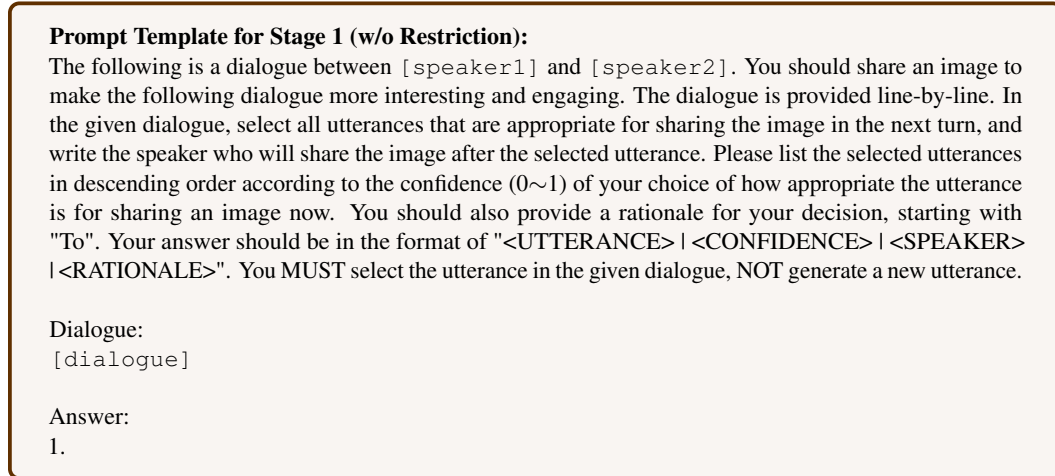 Prompt Template for Stage 1 (w/o Restriction):
The following is a dialogue between [speaker1] and [speaker2]. You should share an image to
make the following dialogue more interesting and engaging. The dialogue is provided line-by-line. In
the given dialogue, select all utterances that are appropriate for sharing the image in the next turn, and
write the speaker who will share the image after the selected utterance. Please list the selected utterances
in descending order according to the confidence (0∼1) of your choice of how appropriate the utterance
is for sharing an image now. You should also provide a rationale for your decision, starting with
"To". Your answer should be in the format of "<UTTERANCE> | <CONFIDENCE> | <SPEAKER>
| <RATIONALE>". You MUST select the utterance in the given dialogue, NOT generate a new utterance.
Dialogue:
[dialogue]
Answer:
1.